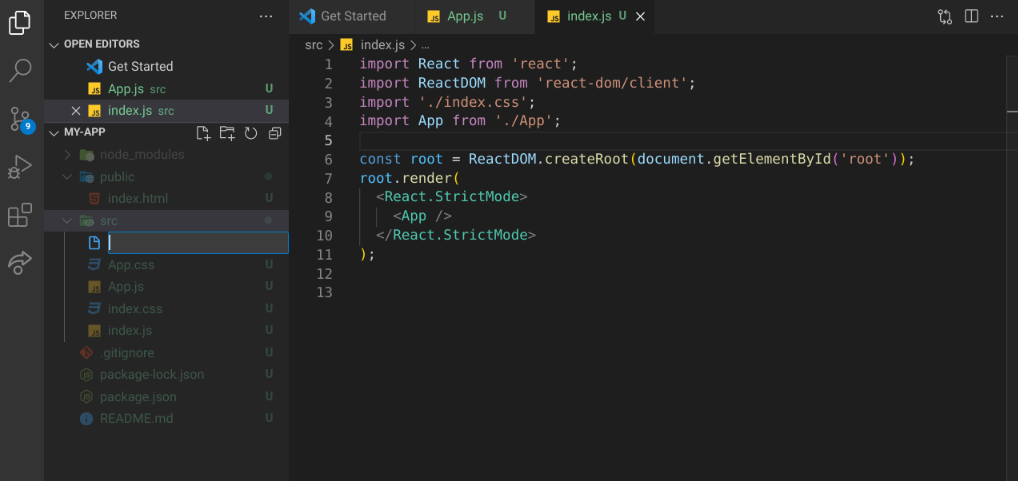 EXPLORER
OPEN EDITORS
Get Started
App.js src U
index.js src U
9
MY-APP
node_modules
public
index.html U
src
App.css U
App.js U
index.css U
index.js U
.gitignore U
package-lock.json U
package.json U
README.md U
Get Started JS App.js U JS index.js U
src > JS index.js > ...
1 import React from 'react';
2 import ReactDOM from 'react-dom/client';
3 import './index.css';
4 import App from './App';
5
6 const root = ReactDOM.createRoot(document.getElementById('root'));
7 root.render(
8 <React.StrictMode>
9 <App />
10 </React.StrictMode>
11 );
12
13